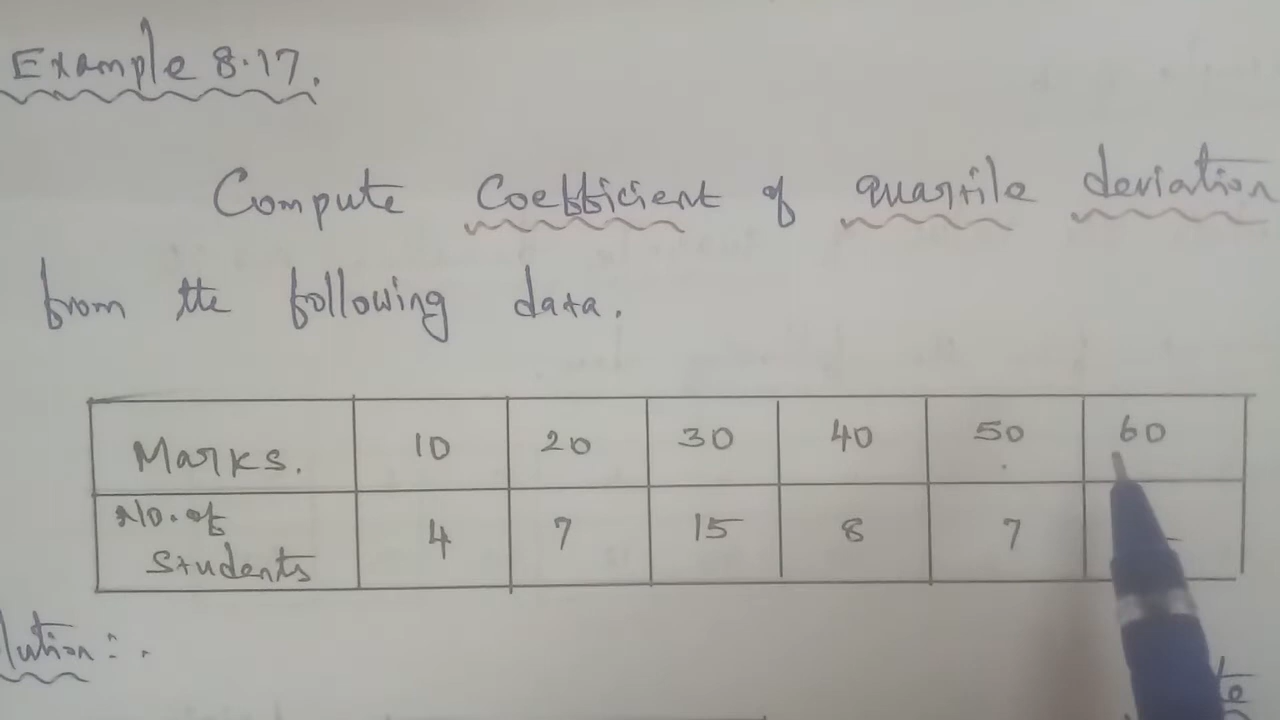 Example 8.17.
Compute Coefficient of quartile deviation
from the following data.
Marks. 10 20 30 40 50 60
No. of Students 4 7 15 8 7
lution :-